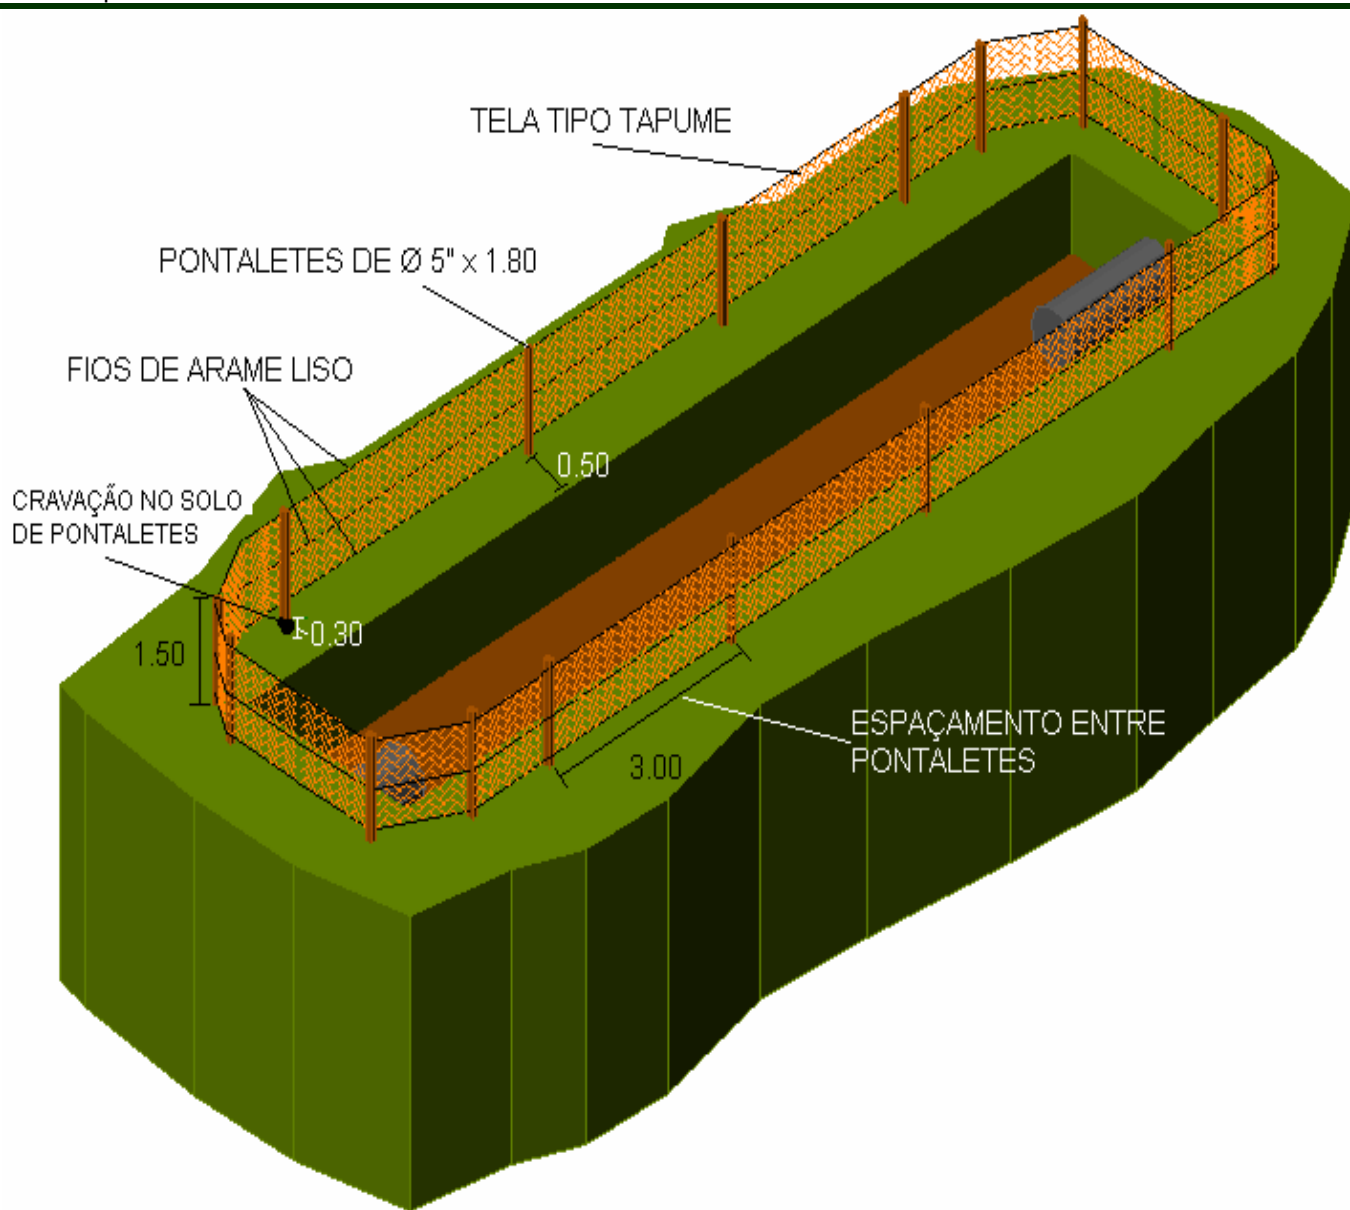 TELA TIPO TAPUME
PONTALETES DE Ø 5" x 1.80
FIOS DE ARAME LISO
0.50
CRAVAÇÃO NO SOLO
DE PONTALETES
0.30
1.50
ESPAÇAMENTO ENTRE
PONTALETES
3.00